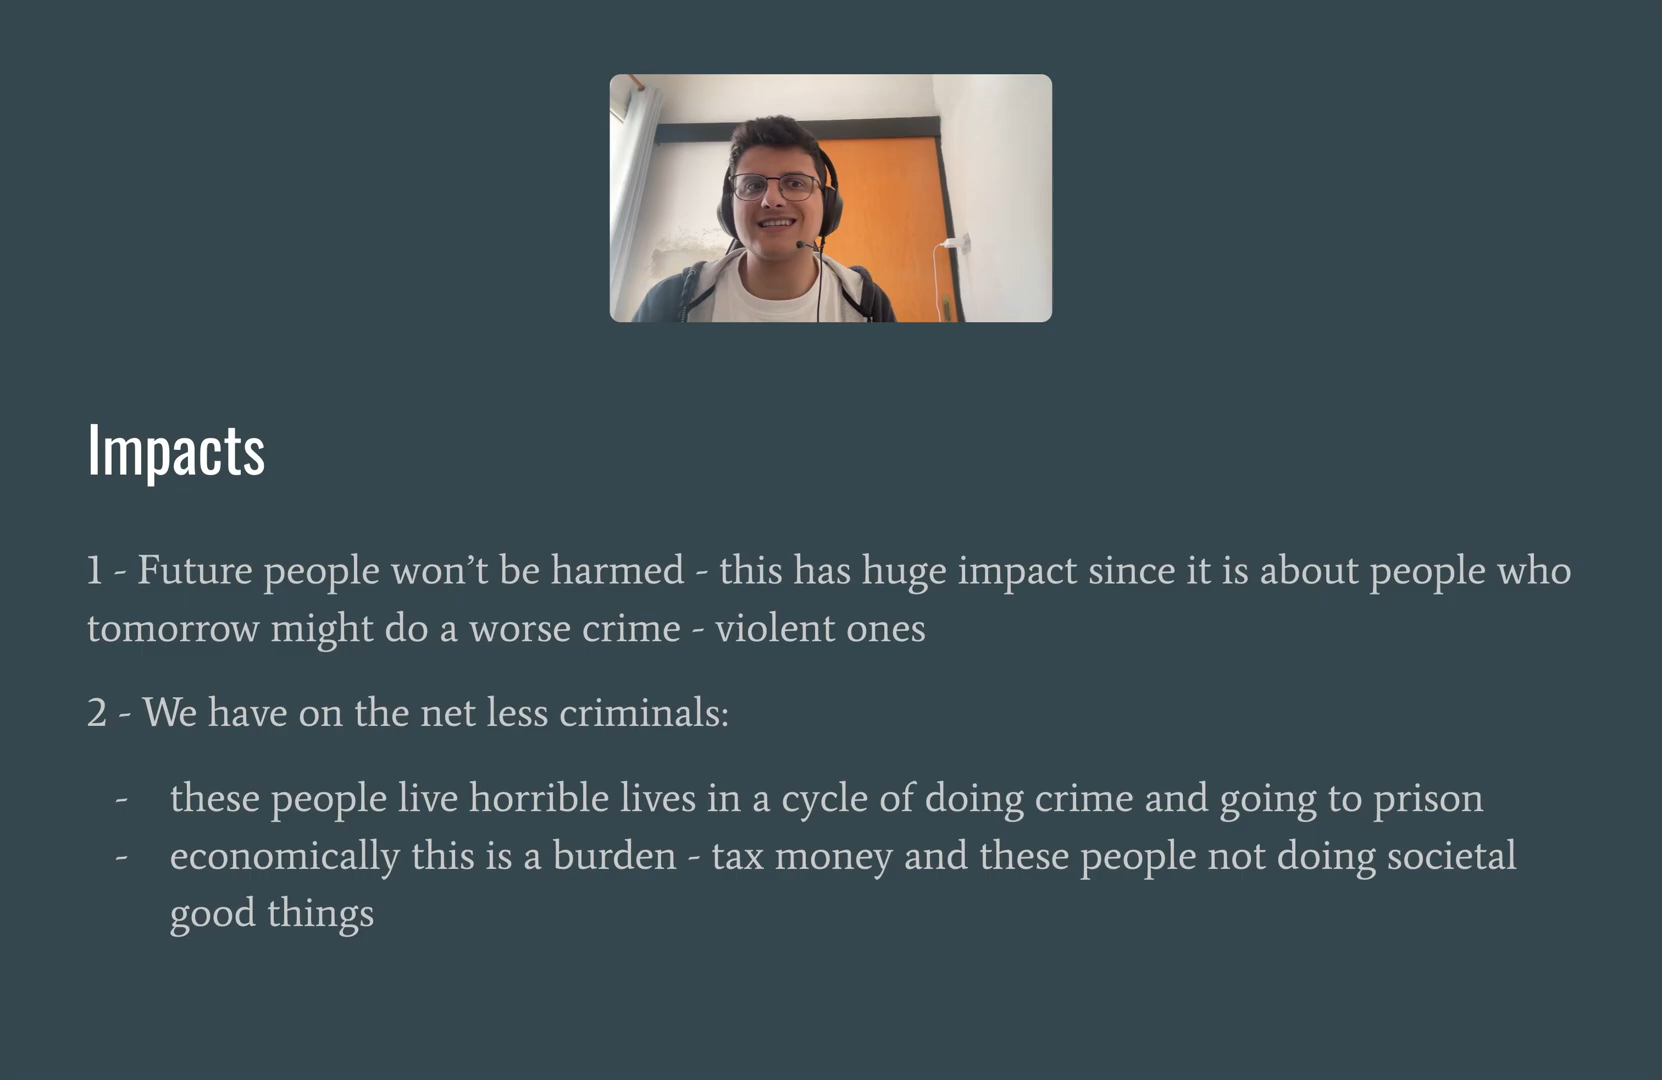 Impacts
1 - Future people won’t be harmed - this has huge impact since it is about people who
tomorrow might do a worse crime - violent ones
2 - We have on the net less criminals:
- these people live horrible lives in a cycle of doing crime and going to prison
- economically this is a burden - tax money and these people not doing societal
good things